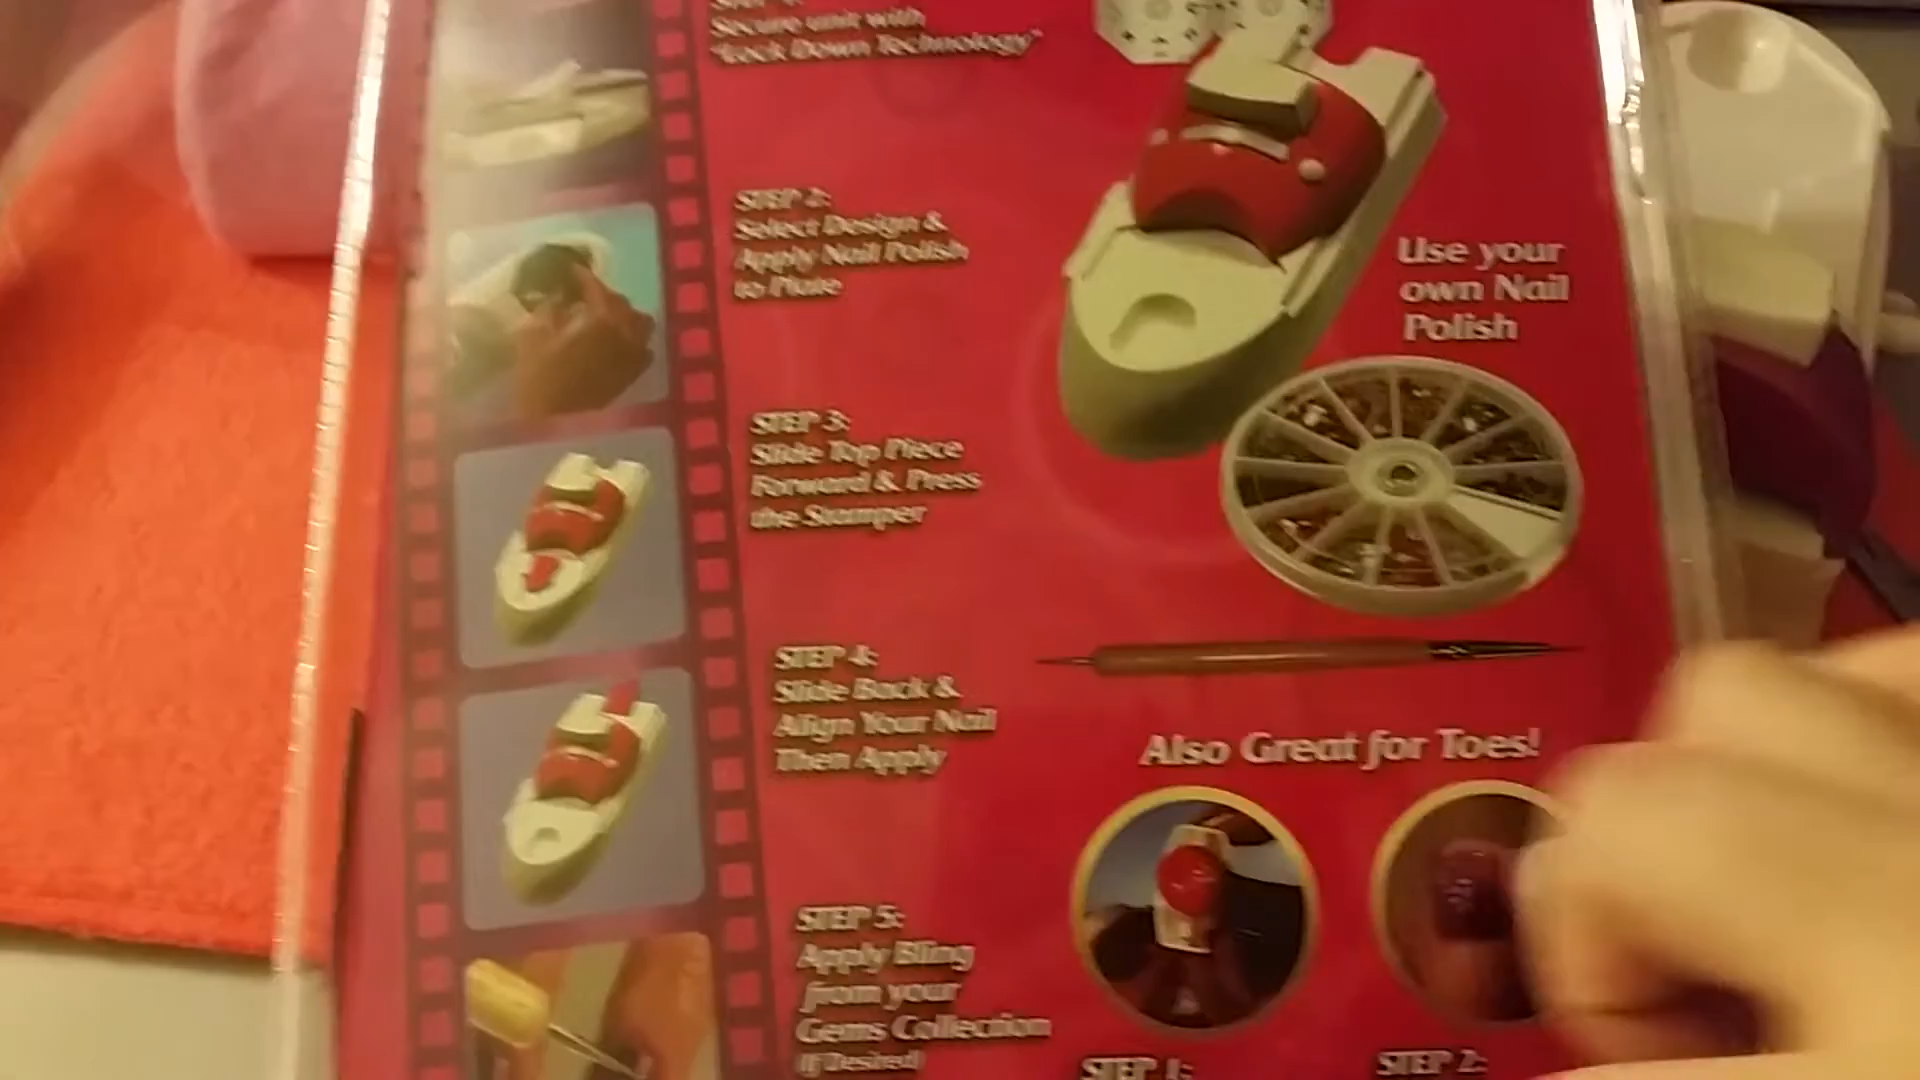 Secure unit with
"Lock Down Technology"
STEP 2:
Select Design &
Apply Nail Polish
to Plate
STEP 3:
Slide Top Piece
Forward & Press
the Stamper
STEP 4:
Slide Back &
Align Your Nail
Then Apply
STEP 5:
Apply Bling
from your
Gems Collection
(If Desired)
Use your
own Nail
Polish
Also Great for Toes!
STEP 1:
STEP 2: